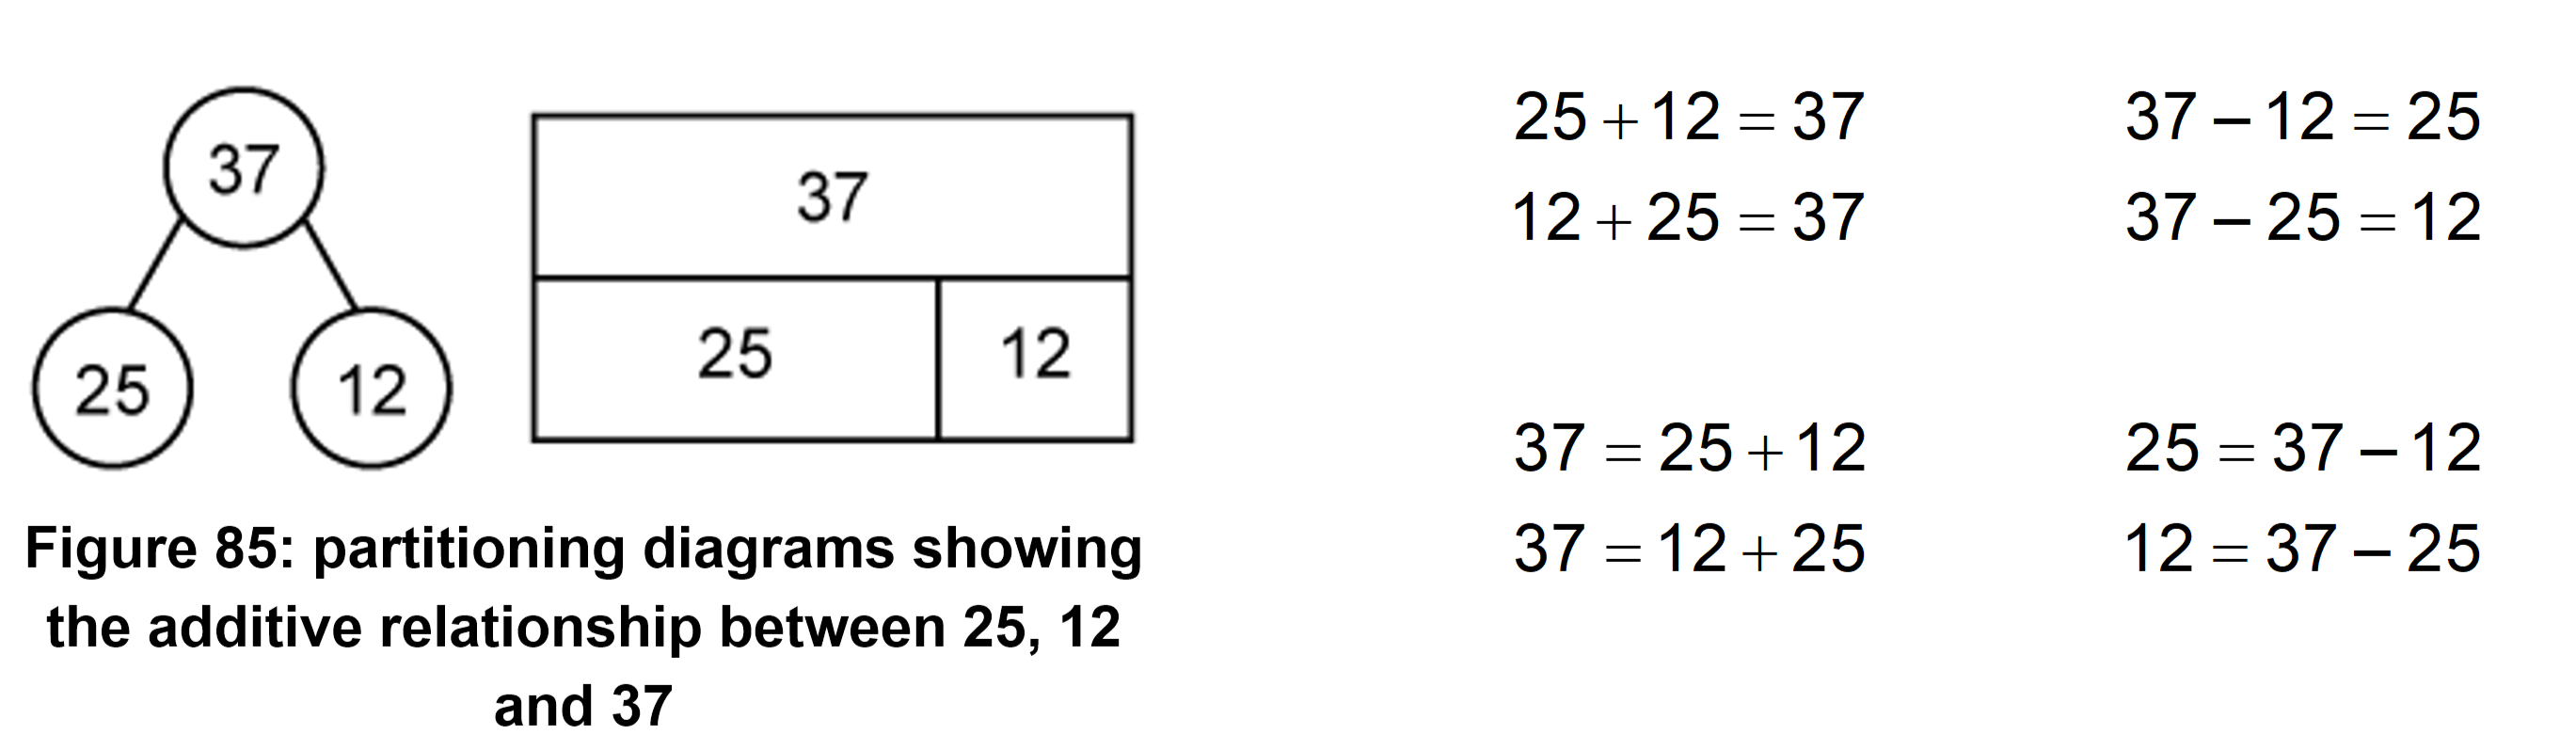 37
25
12
37
25
12
Figure 85: partitioning diagrams showing
the additive relationship between 25, 12
and 37
25 + 12 = 37
12 + 25 = 37
37 – 12 = 25
37 – 25 = 12
37 = 25 + 12
37 = 12 + 25
25 = 37 – 12
12 = 37 – 25